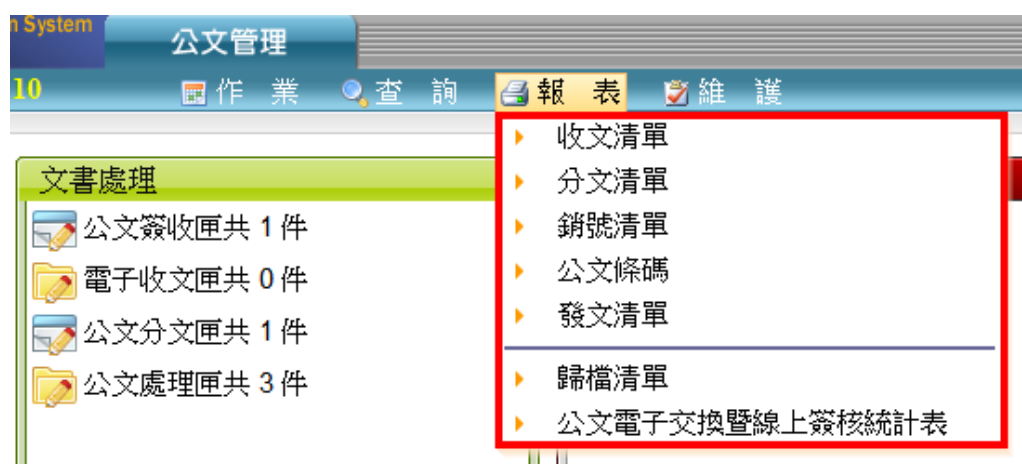 n System
公文管理
10
作業 查詢 報表 維護
收文清單
分文清單
銷號清單
公文條碼
發文清單
歸檔清單
公文電子交換暨線上簽核統計表
文書處理
公文簽收匣共 1 件
電子收文匣共 0 件
公文分文匣共 1 件
公文處理匣共 3 件